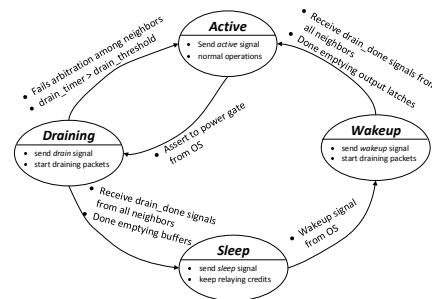 Active
• Send active signal
• normal operations
• Fails arbitration among neighbors
• drain_timer > drain_threshold
• Receive drain_done signals from
all neighbors
• Done emptying output latches
• Assert to power gate
from OS
Draining
• send drain signal
• start draining packets
Wakeup
• send wakeup signal
• start draining packets
• Receive drain_done signals
from all neighbors
• Done emptying buffers
• Wakeup signal
from OS
Sleep
• send sleep signal
• keep relaying credits